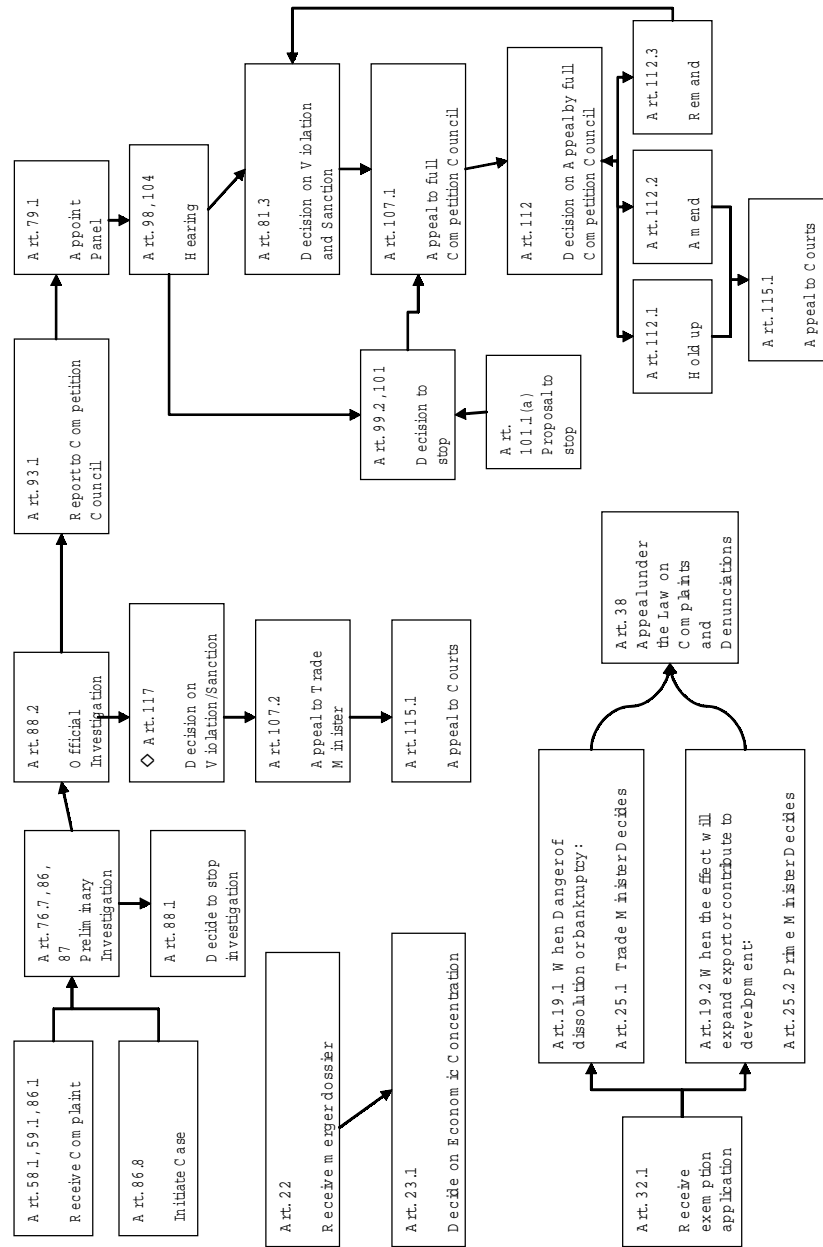 Art.58.1,59.1,86.1
Receive Complaint
Art.86.8
Initiate Case
Art.76.7,86,
87
Preliminary
Investigation
Art.88.1
Decide to stop
investigation
Art.88.2
Official
Investigation
◇ Art.117
Decision on
Violation/Sanction
Art.107.2
Appeal to Trade
Minister
Art.115.1
Appeal to Courts
Art.93.1
Report to Competition
Council
Art.79.1
Appoint
Panel
Art.98,104
Hearing
Art.81.3
Decision on Violation
and Sanction
Art.99.2,101
Decision to
stop
Art.
101.1(a)
Proposal to
stop
Art.107.1
Appeal to full
Competition Council
Art.112
Decision on Appeal by full
Competition Council
Art.112.1
Hold up
Art.112.2
Amend
Art.112.3
Remand
Art.115.1
Appeal to Courts
Art.22
Receive merger dossier
Art.23.1
Decide on Economic Concentration
Art.32.1
Receive
exemption
application
Art.19.1 When Danger of
dissolution or bankruptcy:
Art.25.1 Trade Minister Decides
Art.19.2 When the effect will
expand export or contribute to
development:
Art.25.2 Prime Minister Decides
Art.38
Appeal under
the Law on
Complaints
and
Denunciations